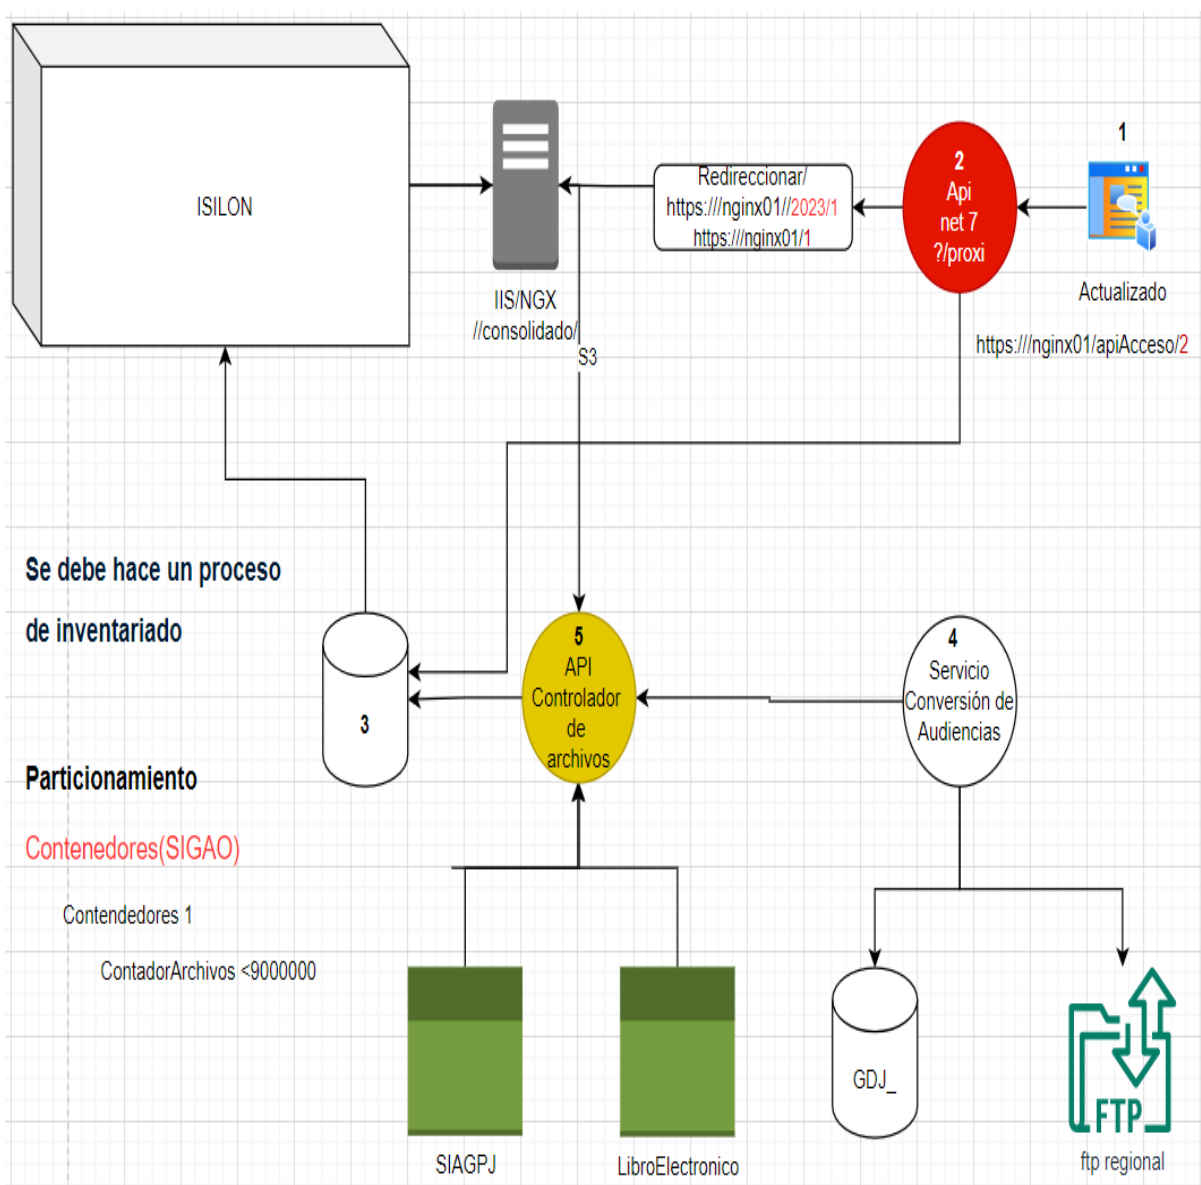 ISILON
IIS/NGX
//consolidado/
S3
Redireccionar/
https:///nginx01//2023/1
https:///nginx01/1
2
Api
net 7
?/proxi
1
Actualizado
https:///nginx01/apiAcceso/2
Se debe hace un proceso
de inventariado
3
5
API
Controlador
de
archivos
4
Servicio
Conversión de
Audiencias
Particionamiento
Contenedores(SIGAO)
Contendedores 1
ContadorArchivos <9000000
SIAGPJ
LibroElectronico
GDJ_
FTP
ftp regional